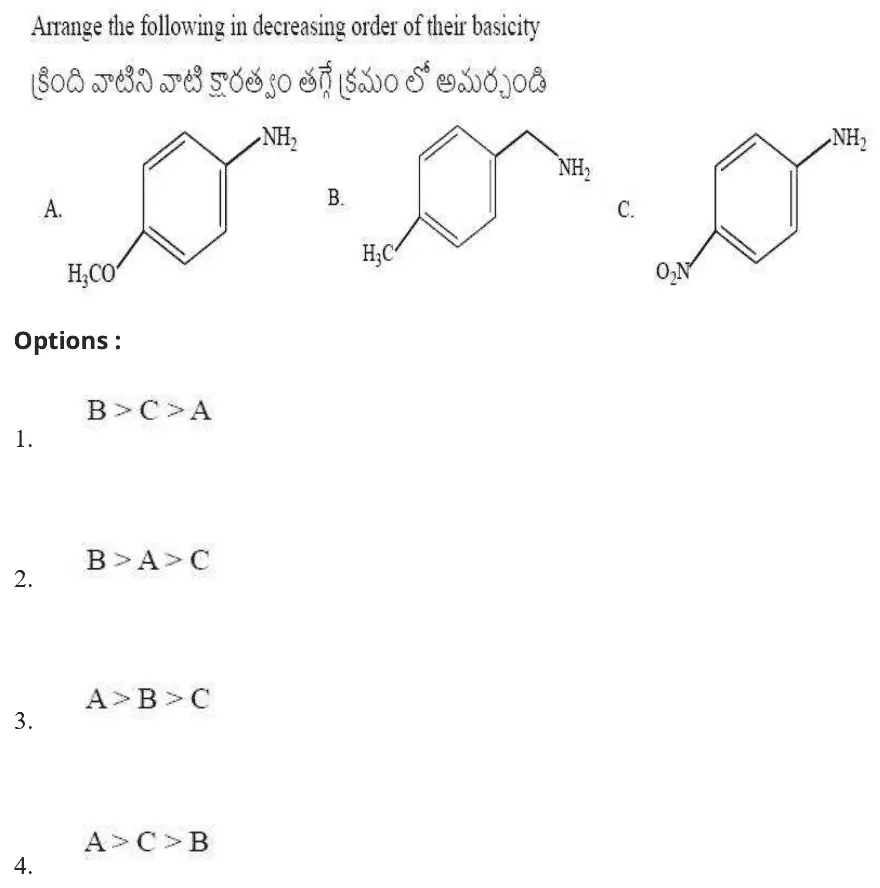 Arrange the following in decreasing order of their basicity
క్రింది వాటిని వాటి క్షారత్వం తగ్గే క్రమం లో అమర్చండి
A.
NH₂
H₃CO
B.
NH₂
H₃C
C.
NH₂
O₂N
Options :
1. B > C > A
2. B > A > C
3. A > B > C
4. A > C > B